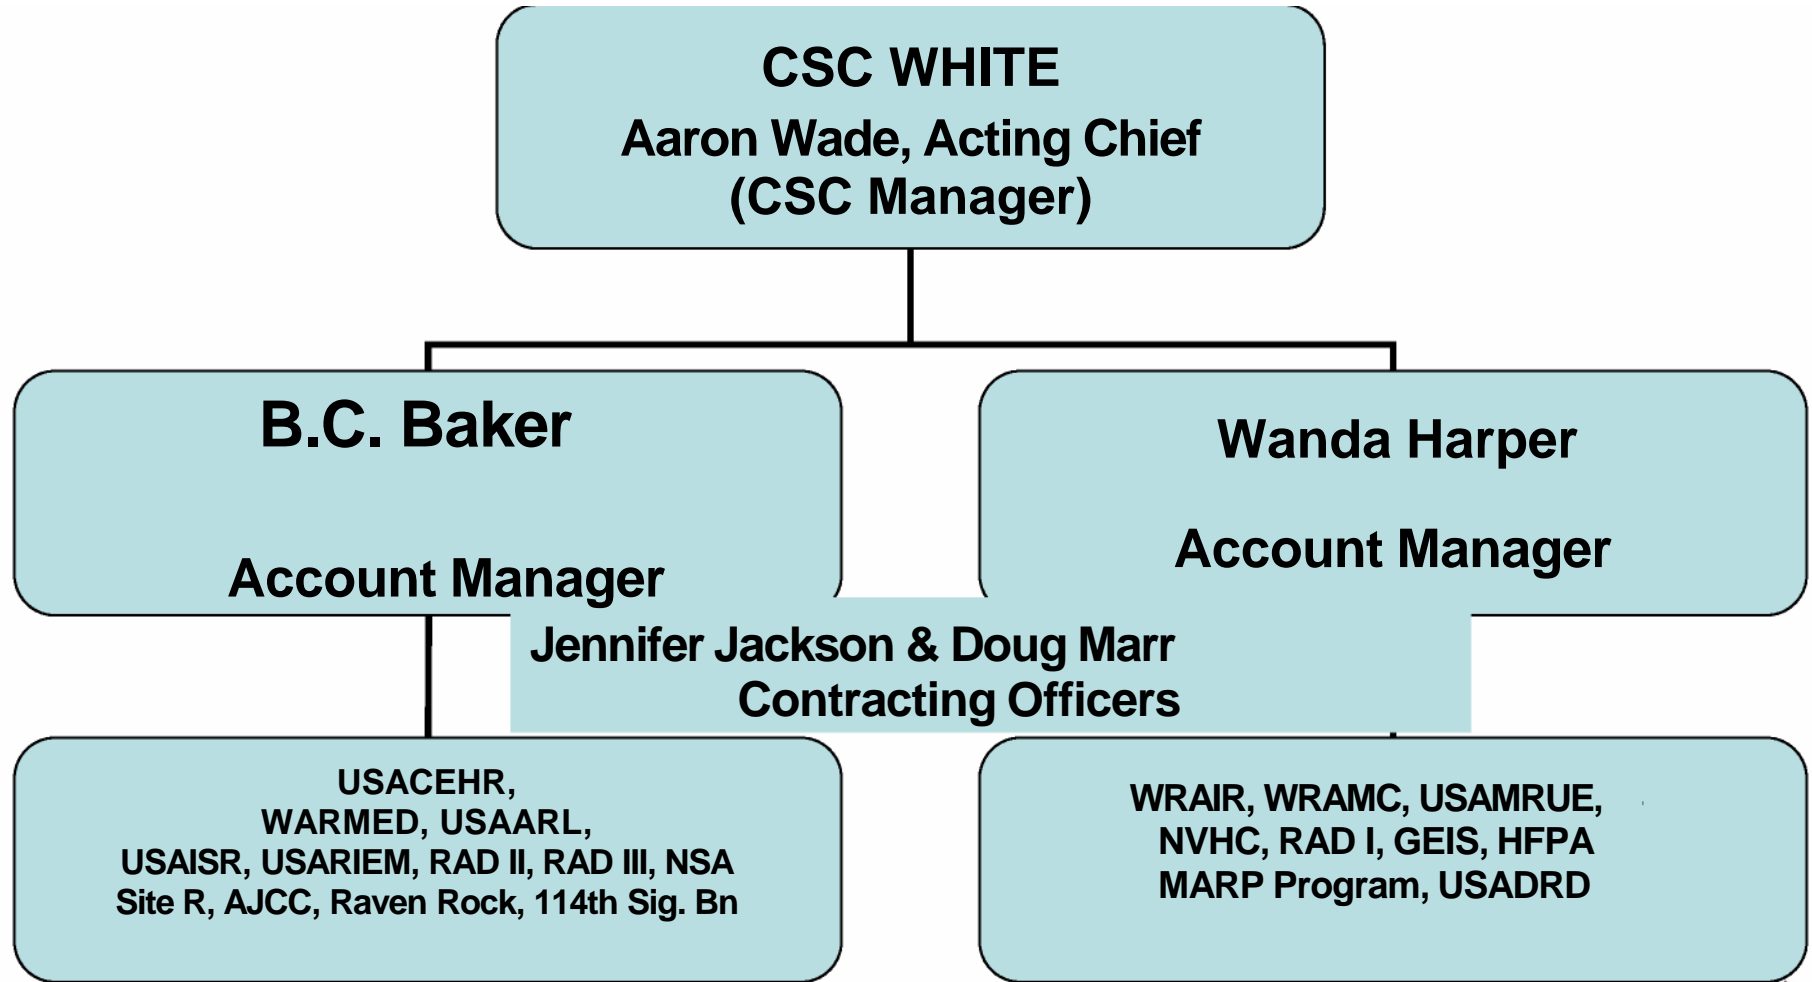 CSC WHITE
Aaron Wade, Acting Chief
(CSC Manager)
B.C. Baker
Account Manager
Wanda Harper
Account Manager
Jennifer Jackson & Doug Marr
Contracting Officers
USACEHR,
WARMED, USAARL,
USAISR, USARIEM, RAD II, RAD III, NSA
Site R, AJCC, Raven Rock, 114th Sig. Bn
WRAIR, WRAMC, USAMRUE,
NVHC, RAD I, GEIS, HFPA
MARP Program, USADRD